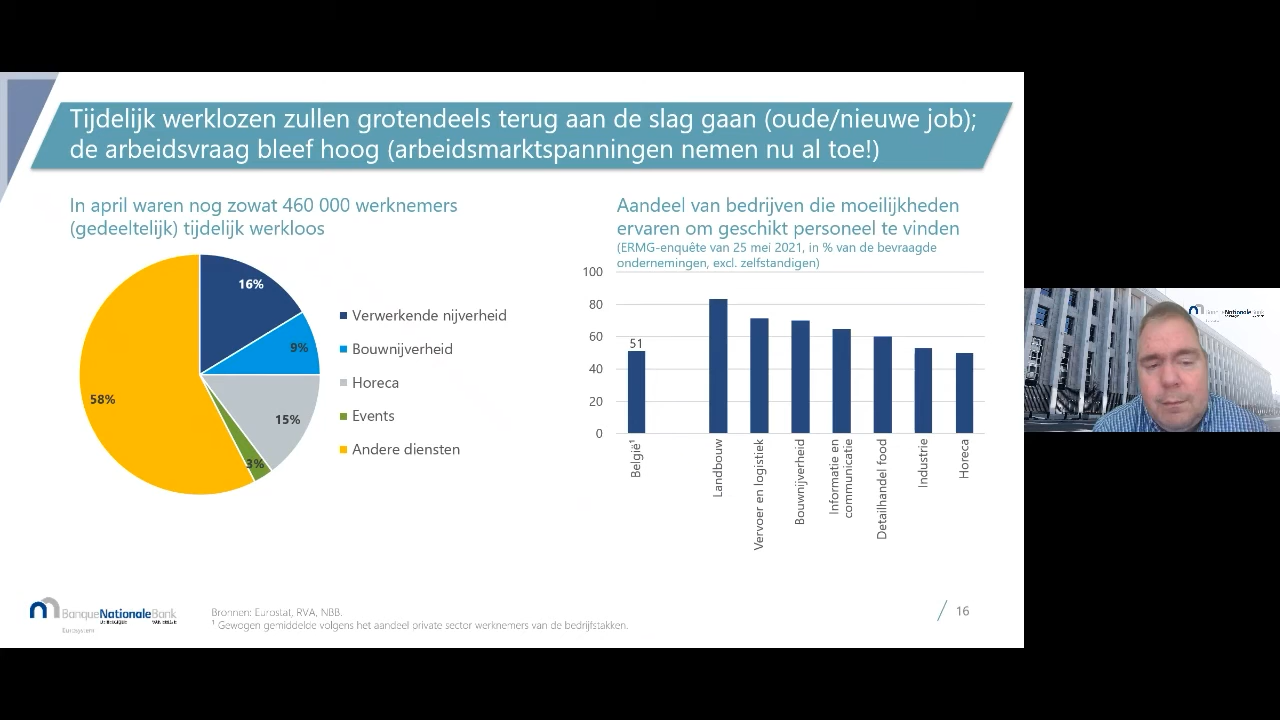 Tijdelijk werklozen zullen grotendeels terug aan de slag gaan (oude/nieuwe job);
de arbeidsvraag bleef hoog (arbeidsmarktspanningen nemen nu al toe!)
In april waren nog zowat 460 000 werknemers
(gedeeltelijk) tijdelijk werkloos
16%
9%
15%
3%
58%
Verwerkende nijverheid
Bouwnijverheid
Horeca
Events
Andere diensten
Aandeel van bedrijven die moeilijkheden
ervaren om geschikt personeel te vinden
(ERMG-enquête van 25 mei 2021, in % van de bevraagde
ondernemingen, excl. zelfstandigen)
100
80
60
40
20
0
51
België¹
Landbouw
Vervoer en logistiek
Bouwnijverheid
Informatie en
communicatie
Detailhandel food
Industrie
Horeca
BanqueNationaleBank
Eurosystem
Bronnen: Eurostat, RVA, NBB.
¹ Gewogen gemiddelde volgens het aandeel private sector werknemers van de bedrijfstakken.
16
BanqueNationaleBank